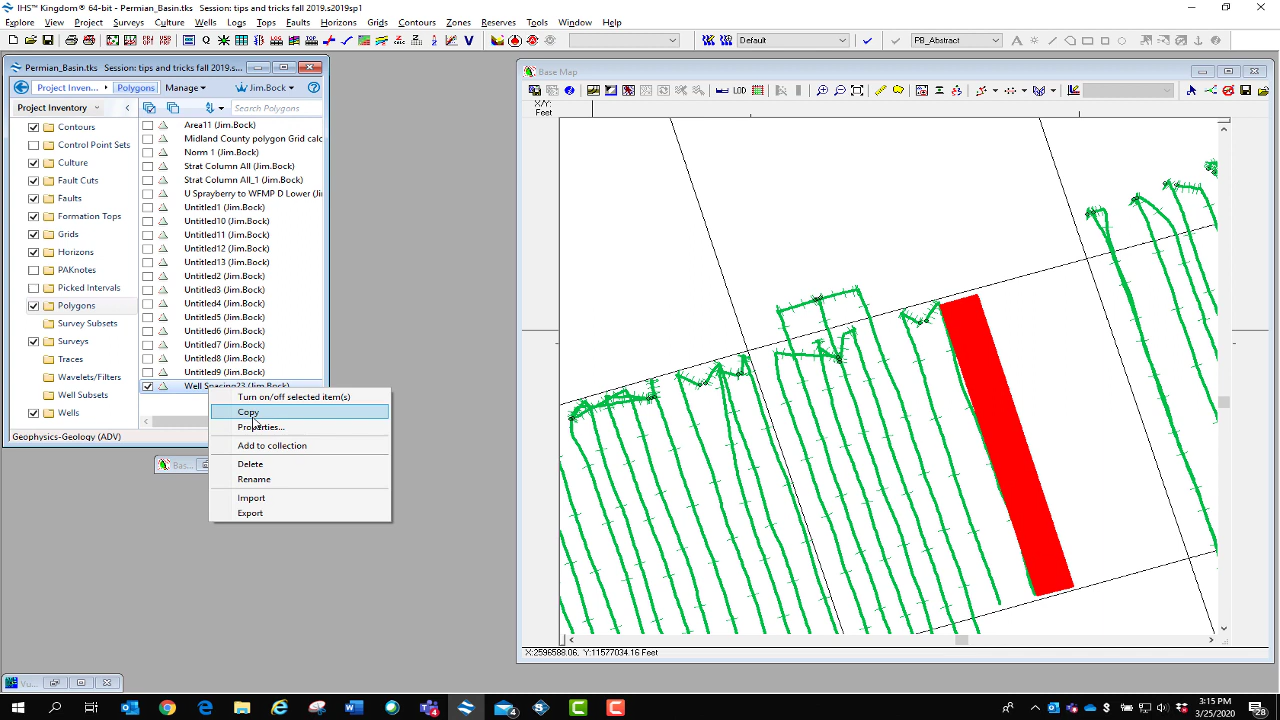 IHS™ Kingdom® 64-bit - Permian_Basin.tks   Session: tips and tricks fall 2019.s2019sp1
Explore View Project Surveys Culture Wells Logs Tops Faults Horizons Grids Contours Zones Reserves Tools Window Help
Default
PB_Abstract
Permian_Basin.tks   Session: tips and tricks fall 2019.s...
Project Inven... Polygons Manage Jim.Bock
Project Inventory
Search Polygons
Contours
Control Point Sets
Culture
Fault Cuts
Faults
Formation Tops
Grids
Horizons
PAKnotes
Picked Intervals
Polygons
Survey Subsets
Surveys
Traces
Wavelets/Filters
Well Subsets
Wells
Area11 (Jim.Bock)
Midland County polygon Grid calc
Norm 1 (Jim.Bock)
Strat Column All (Jim.Bock)
Strat Column All_1 (Jim.Bock)
U Sprayberry to WFMP D Lower (Jim
Untitled1 (Jim.Bock)
Untitled10 (Jim.Bock)
Untitled11 (Jim.Bock)
Untitled12 (Jim.Bock)
Untitled13 (Jim.Bock)
Untitled2 (Jim.Bock)
Untitled3 (Jim.Bock)
Untitled4 (Jim.Bock)
Untitled5 (Jim.Bock)
Untitled6 (Jim.Bock)
Untitled7 (Jim.Bock)
Untitled8 (Jim.Bock)
Untitled9 (Jim.Bock)
Well Spacing23 (Jim.Bock)
Turn on/off selected item(s)
Copy
Properties...
Add to collection
Delete
Rename
Import
Export
Geophysics-Geology (ADV)
Bas...
Base Map
LOD
X/Y:
Feet
X:2596588.06, Y:11577034.16 Feet
Vu...
3:15 PM
3/25/2020
28